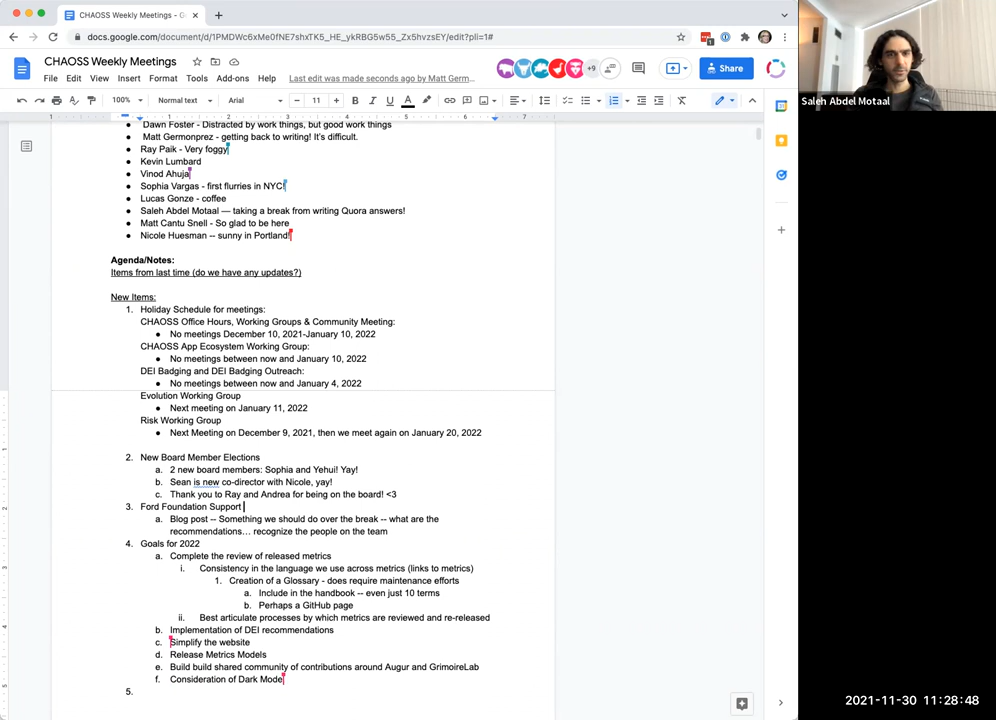 CHAOSS Weekly Meetings - G
docs.google.com/document/d/1PMDWc6xMe0fNE7shxTK5_HE_ykRBG5w55_Zx5hvzsEY/edit?pli=1#
CHAOSS Weekly Meetings
File Edit View Insert Format Tools Add-ons Help Last edit was made seconds ago by Matt Germ...
+9
Share
100% Normal text Arial 11
1 1 2 3 4 5 6 7
Dawn Foster - Distracted by work things, but good work things
Matt Germonprez - getting back to writing! It's difficult.
Ray Paik - Very foggy
Kevin Lumbard
Vinod Ahuja
Sophia Vargas - first flurries in NYC!
Lucas Gonze - coffee
Saleh Abdel Motaal — taking a break from writing Quora answers!
Matt Cantu Snell - So glad to be here
Nicole Huesman -- sunny in Portland!
Agenda/Notes:
Items from last time (do we have any updates?)
New Items:
1. Holiday Schedule for meetings:
CHAOSS Office Hours, Working Groups & Community Meeting:
No meetings December 10, 2021-January 10, 2022
CHAOSS App Ecosystem Working Group:
No meetings between now and January 10, 2022
DEI Badging and DEI Badging Outreach:
No meetings between now and January 4, 2022
Evolution Working Group
Next meeting on January 11, 2022
Risk Working Group
Next Meeting on December 9, 2021, then we meet again on January 20, 2022
2. New Board Member Elections
a. 2 new board members: Sophia and Yehui! Yay!
b. Sean is new co-director with Nicole, yay!
c. Thank you to Ray and Andrea for being on the board! <3
3. Ford Foundation Support
a. Blog post -- Something we should do over the break -- what are the
recommendations… recognize the people on the team
4. Goals for 2022
a. Complete the review of released metrics
i. Consistency in the language we use across metrics (links to metrics)
1. Creation of a Glossary - does require maintenance efforts
a. Include in the handbook -- even just 10 terms
b. Perhaps a GitHub page
ii. Best articulate processes by which metrics are reviewed and re-released
b. Implementation of DEI recommendations
c. Simplify the website
d. Release Metrics Models
e. Build build shared community of contributions around Augur and GrimoireLab
f. Consideration of Dark Mode
5.
Saleh Abdel Motaal
2021-11-30 11:28:48